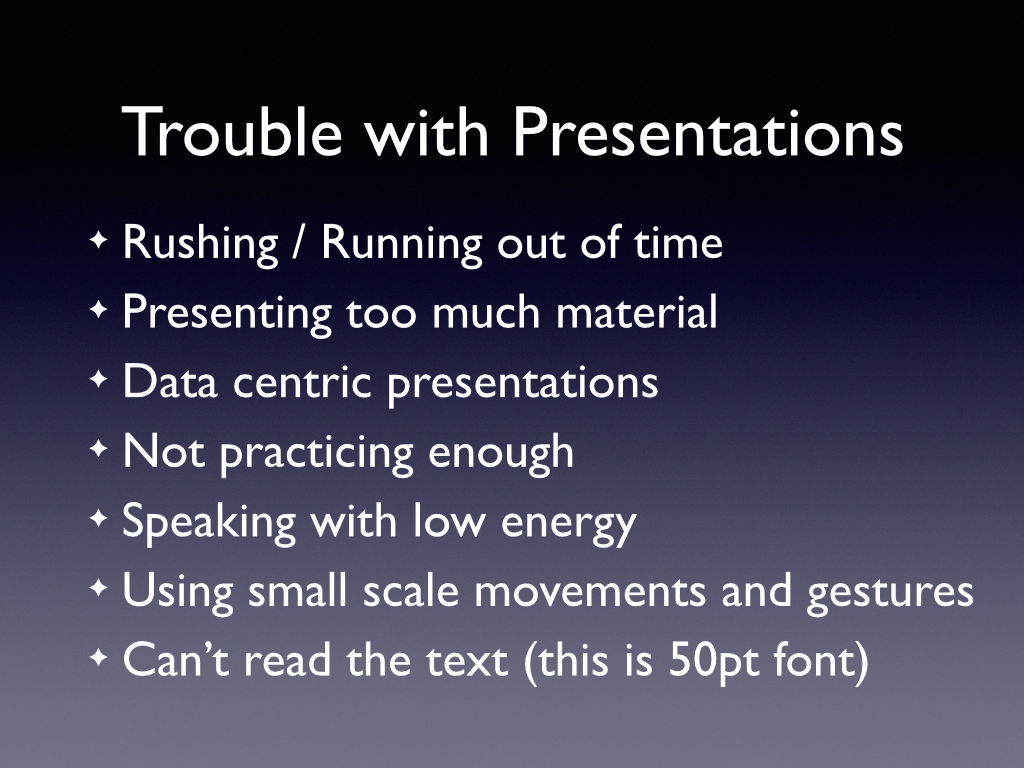 Trouble with Presentations
✦ Rushing / Running out of time
✦ Presenting too much material
✦ Data centric presentations
✦ Not practicing enough
✦ Speaking with low energy
✦ Using small scale movements and gestures
✦ Can’t read the text (this is 50pt font)